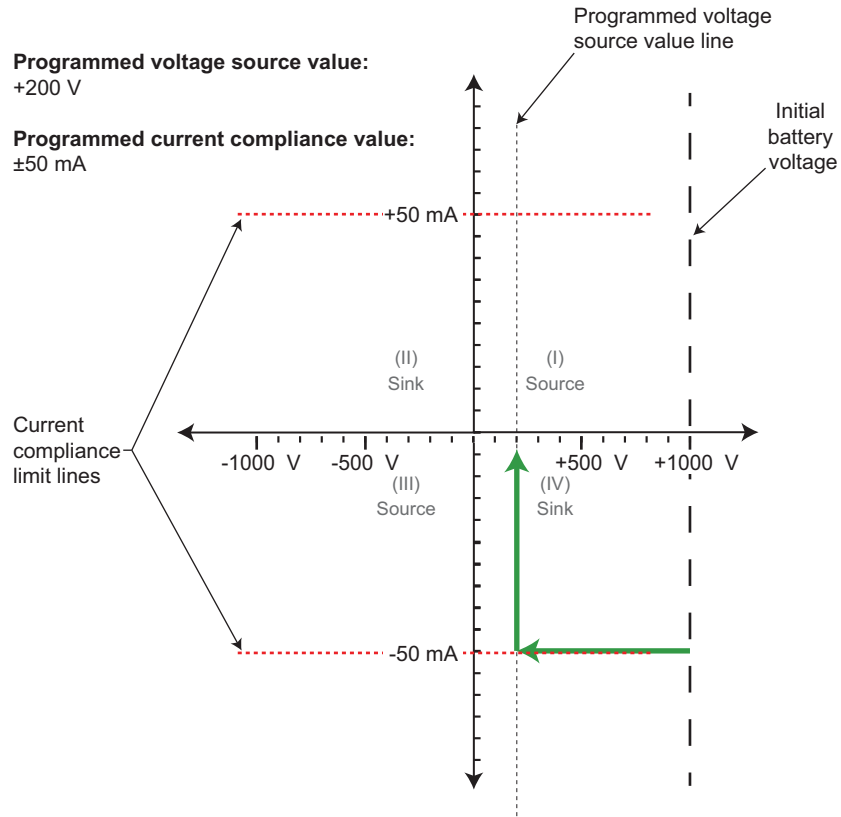 Programmed voltage
source value line
Programmed voltage source value:
+200 V
Programmed current compliance value:
±50 mA
Initial
battery
voltage
+50 mA
(II)
Sink
(I)
Source
Current
compliance
limit lines
-1000 V
-500 V
+500 V
+1000 V
(III)
Source
(IV)
Sink
-50 mA